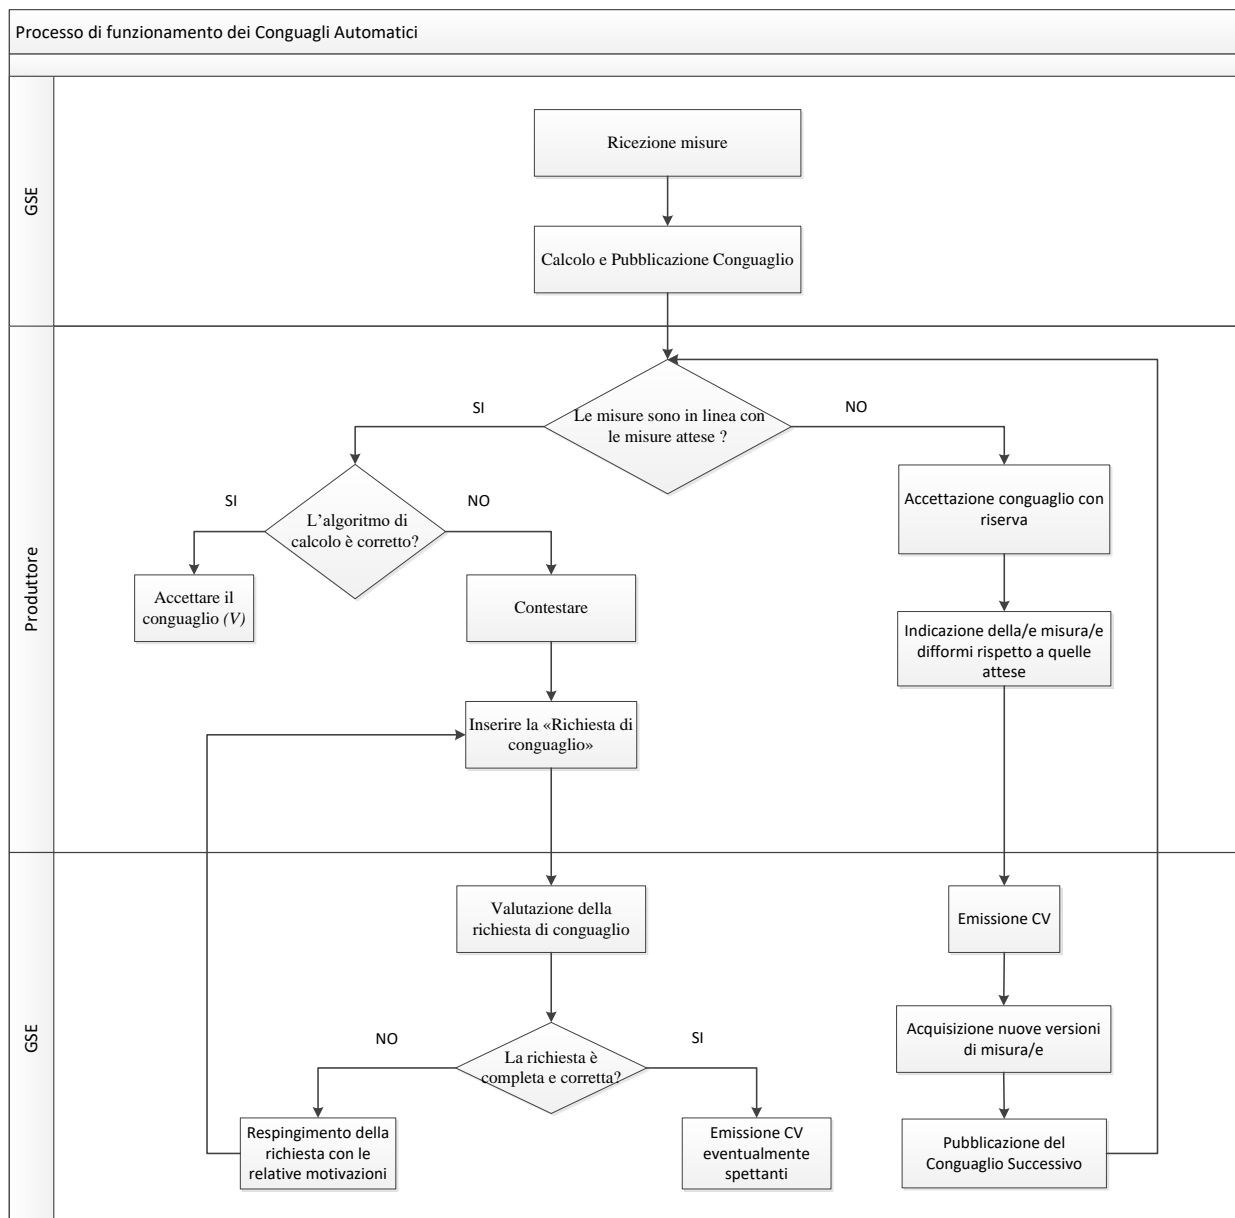 Processo di funzionamento dei Conguagli Automatici
GSE
Ricezione misure
Calcolo e Pubblicazione Conguaglio
Produttore
Le misure sono in linea con
le misure attese ?
SI
NO
L'algoritmo di
calcolo è corretto?
SI
NO
Accettare il
conguaglio (V)
Contestare
Inserire la «Richiesta di
conguaglio»
Accettazione conguaglio con
riserva
Indicazione della/e misura/e
difformi rispetto a quelle
attese
GSE
Valutazione della
richiesta di conguaglio
La richiesta è
completa e corretta?
NO
SI
Respingimento della
richiesta con le
relative motivazioni
Emissione CV
eventualmente
spettanti
Emissione CV
Acquisizione nuove versioni
di misura/e
Pubblicazione del
Conguaglio Successivo